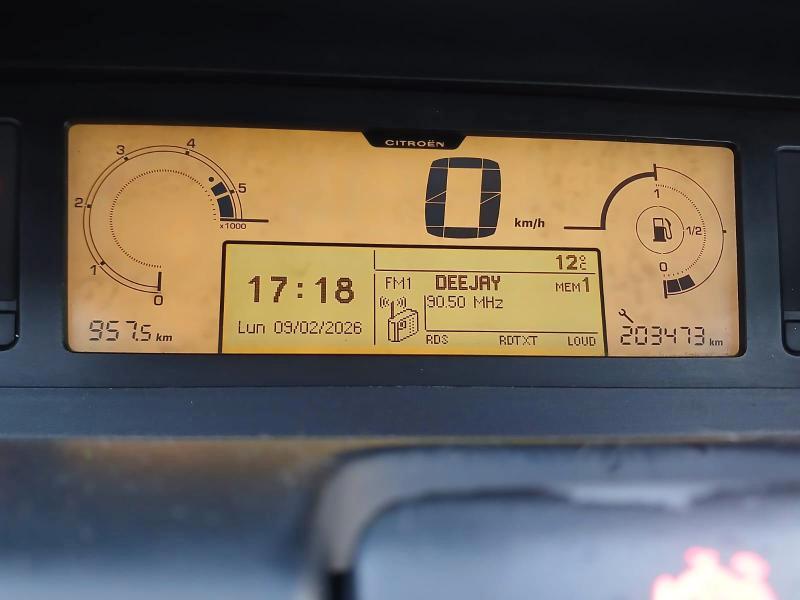 CITROËN
3 4
2 5
x1000
1
0
957.5 km
0 km/h
1
1/2
0
17:18
Lun 09/02/2026
12°C
FM1 DEEJAY MEM1
90.50 MHz
RDS RDTXT LOUD
203473 km